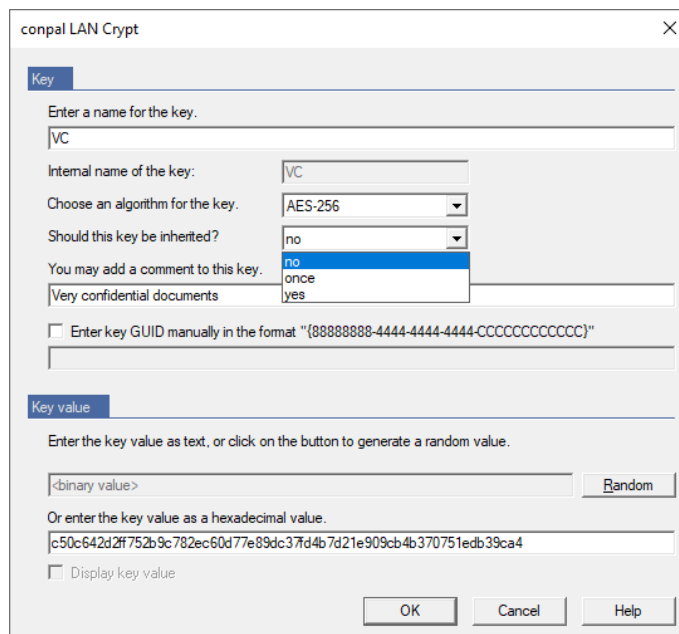 conpal LAN Crypt
Key
Enter a name for the key.
VC
Internal name of the key: VC
Choose an algorithm for the key. AES-256
Should this key be inherited? no
no
You may add a comment to this key.
once
Very confidential documents yes
Enter key GUID manually in the format "{88888888-4444-4444-4444-CCCCCCCCCCCC}"
Key value
Enter the key value as text, or click on the button to generate a random value.
<binary value> Random
Or enter the key value as a hexadecimal value.
c50c642d2ff752b9c782ec60d77e89dc37fd4b7d21e909cb4b370751edb39ca4
Display key value
OK Cancel Help